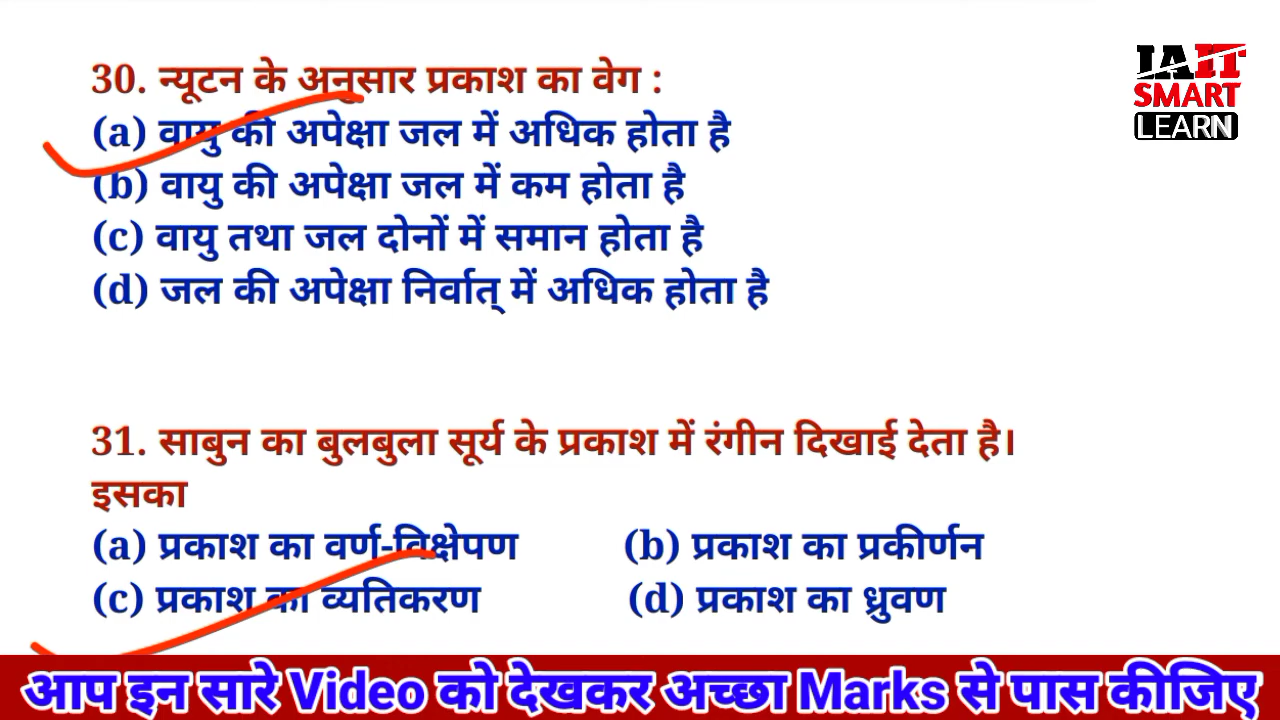 IAIT
SMART
LEARN
30. न्यूटन के अनुसार प्रकाश का वेग :
(a) वायु की अपेक्षा जल में अधिक होता है
(b) वायु की अपेक्षा जल में कम होता है
(c) वायु तथा जल दोनों में समान होता है
(d) जल की अपेक्षा निर्वात् में अधिक होता है
31. साबुन का बुलबुला सूर्य के प्रकाश में रंगीन दिखाई देता है।
इसका
(a) प्रकाश का वर्ण-विक्षेपण (b) प्रकाश का प्रकीर्णन
(c) प्रकाश का व्यतिकरण (d) प्रकाश का ध्रुवण
आप इन सारे Video को देखकर अच्छा Marks से पास कीजिए